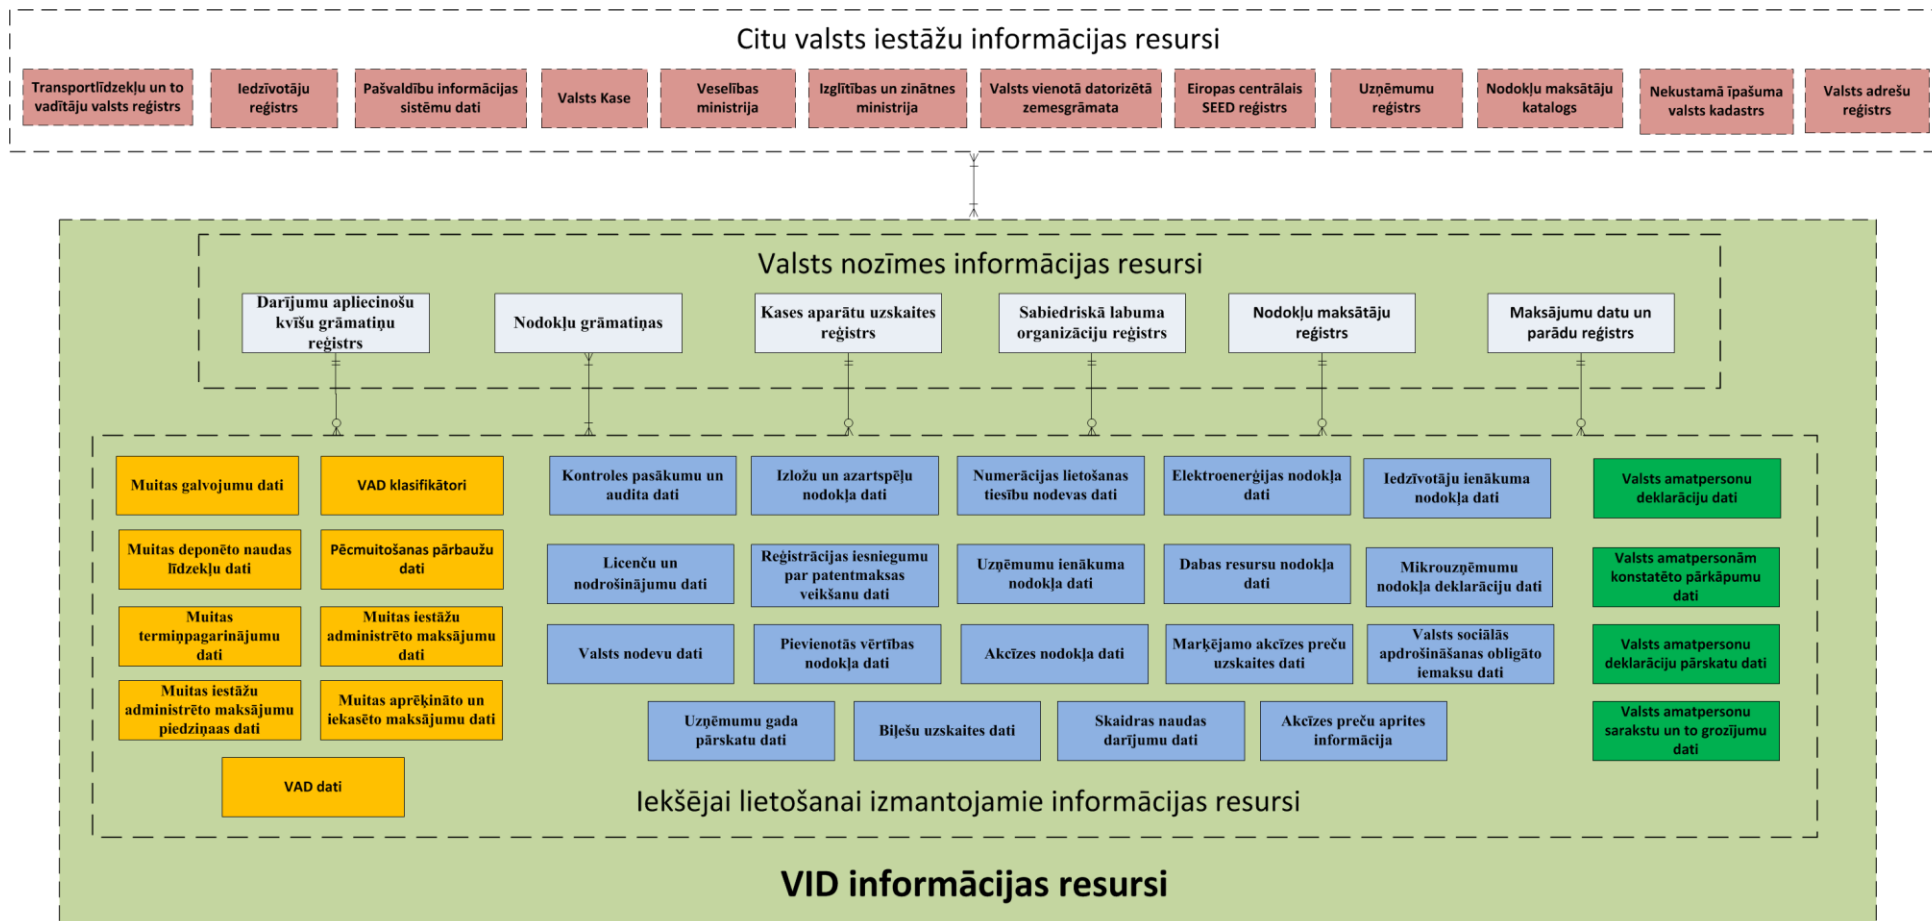 Citu valsts iestāžu informācijas resursi
Transportlīdzekļu un to
vadītāju valsts reģistrs
Iedzīvotāju
reģistrs
Pašvaldību informācijas
sistēmu dati
Valsts Kase
Veselības
ministrija
Izglītības un zinātnes
ministrija
Valsts vienotā datorizētā
zemesgrāmata
Eiropas centrālais
SEED reģistrs
Uzņēmumu
reģistrs
Nodokļu maksātāju
katalogs
Nekustamā īpašuma
valsts kadastrs
Valsts adrešu
reģistrs
Valsts nozīmes informācijas resursi
Darījumu apliecinošu
kvīšu grāmatiņu
reģistrs
Nodokļu grāmatiņas
Kases aparātu uzskaites
reģistrs
Sabiedriskā labuma
organizāciju reģistrs
Nodokļu maksātāju
reģistrs
Maksājumu datu un
parādu reģistrs
Muitas galvojumu dati
VAD klasifikātori
Kontroles pasākumu un
audita dati
Izložu un azartspēļu
nodokļa dati
Numerācijas lietošanas
tiesību nodevas dati
Elektroenerģijas nodokļa
dati
Iedzīvotāju ienākuma
nodokļa dati
Valsts amatpersonu
deklarāciju dati
Muitas deponēto naudas
līdzekļu dati
Pēcmuitošanas pārbaužu
dati
Licenču un
nodrošinājumu dati
Reģistrācijas iesniegumu
par patentmaksas
veikšanu dati
Uzņēmumu ienākuma
nodokļa dati
Dabas resursu nodokļa
dati
Mikrouzņēmumu
nodokļa deklarāciju dati
Valsts amatpersonām
konstatēto pārkāpumu
dati
Muitas
termiņpagarinājumu
dati
Muitas iestāžu
administrēto maksājumu
dati
Valsts nodevu dati
Pievienotās vērtības
nodokļa dati
Akcīzes nodokļa dati
Marķējamo akcīzes preču
uzskaites dati
Valsts sociālās
apdrošināšanas obligāto
iemaksu dati
Valsts amatpersonu
deklarāciju pārskatu dati
Muitas iestāžu
administrēto maksājumu
piedziņaas dati
Muitas aprēķināto un
iekasēto maksājumu dati
Uzņēmumu gada
pārskatu dati
Biļešu uzskaites dati
Skaidras naudas
darījumu dati
Akcīzes preču aprites
informācija
Valsts amatpersonu
sarakstu un to grozījumu
dati
VAD dati
Iekšējai lietošanai izmantojamie informācijas resursi
VID informācijas resursi